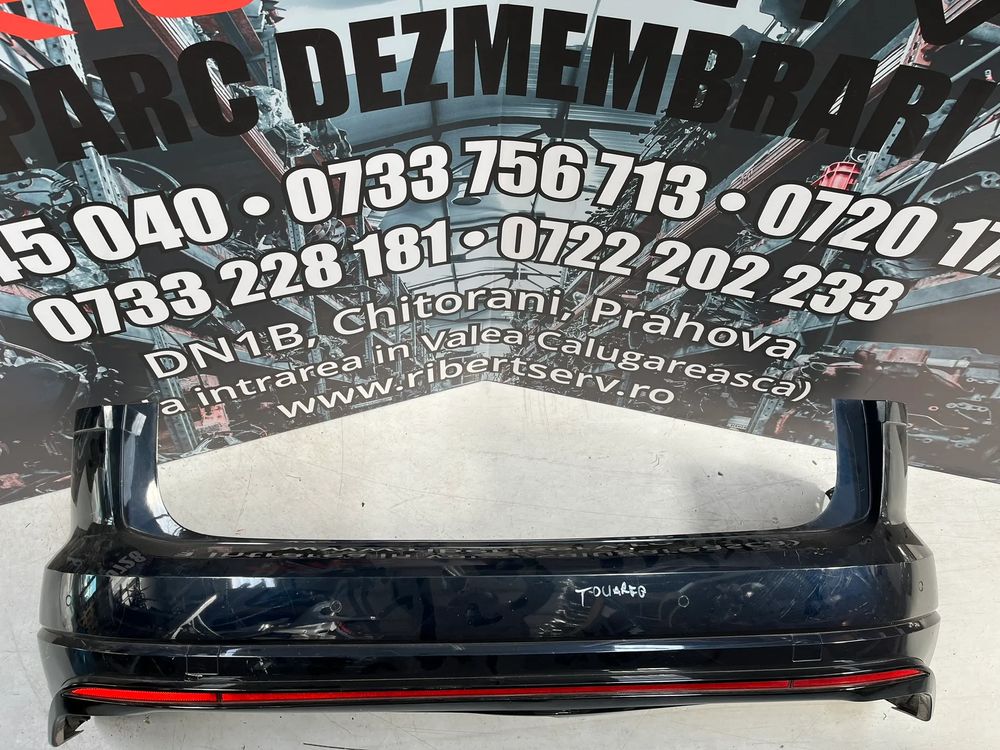 PARC DEZMEMBRARI
45 040 • 0733 756 713 • 0720 17
0733 228 181 • 0722 202 233
DN1B, Chitorani, Prahova
a intrarea in Valea Calugareasca)
www.ribertserv.ro
TOUAREG